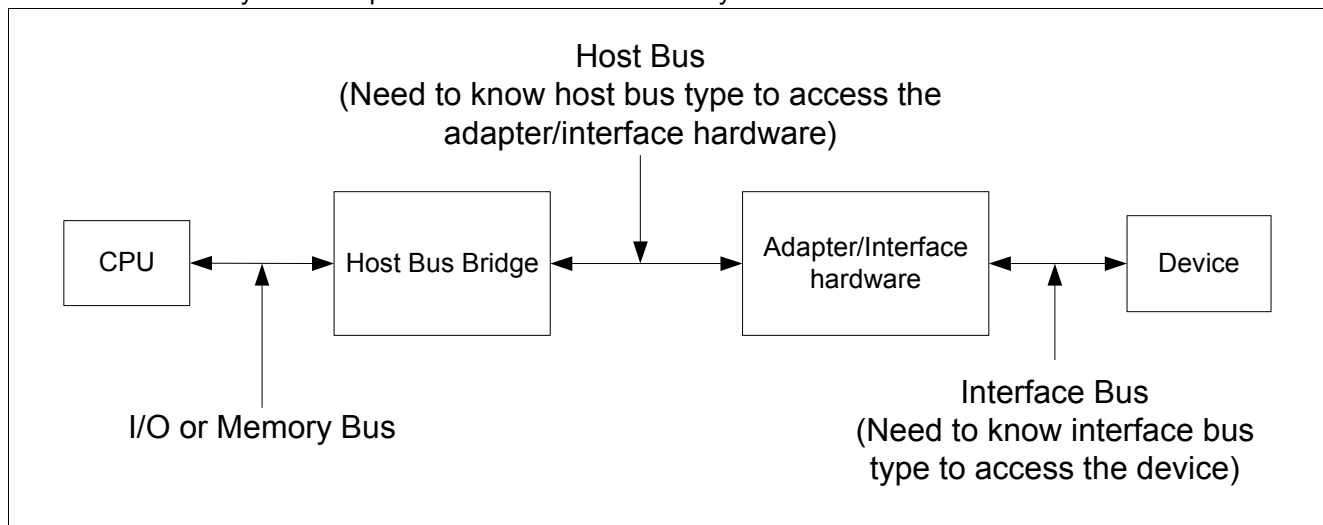 Host Bus
(Need to know host bus type to access the
adapter/interface hardware)
CPU
Host Bus Bridge
Adapter/Interface
hardware
Device
I/O or Memory Bus
Interface Bus
(Need to know interface bus
type to access the device)